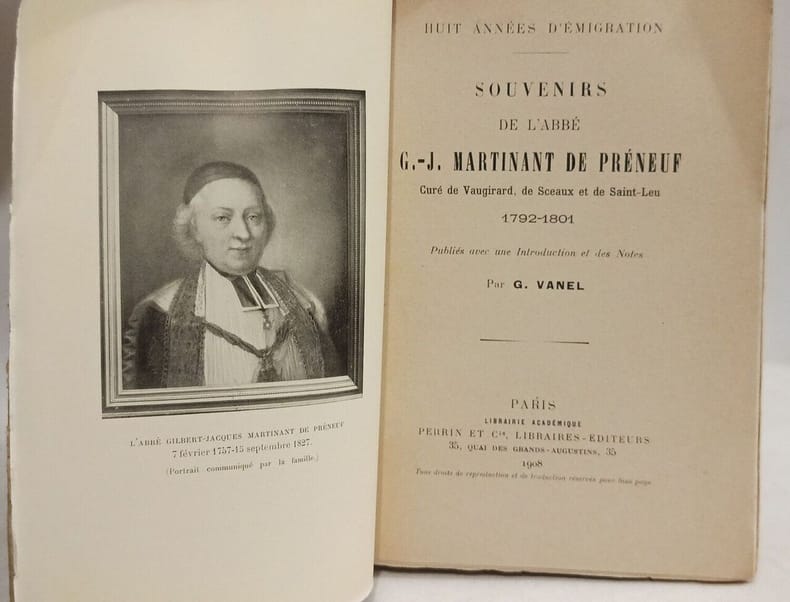 L'ABBÉ GILBERT-JACQUES MARTINANT DE PRÉNEUF
7 février 1757-15 septembre 1827.
(Portrait communiqué par la famille.)
HUIT ANNÉES D'ÉMIGRATION
SOUVENIRS
DE L'ABBÉ
G.-J. MARTINANT DE PRÉNEUF
Curé de Vaugirard, de Sceaux et de Saint-Leu
1792-1801
Publiés avec une Introduction et des Notes
Par G. VANEL
PARIS
LIBRAIRIE ACADÉMIQUE
PERRIN ET Cie, LIBRAIRES-ÉDITEURS
35, QUAI DES GRANDS-AUGUSTINS, 35
1908
Tous droits de reproduction et de traduction réservés pour tous pays